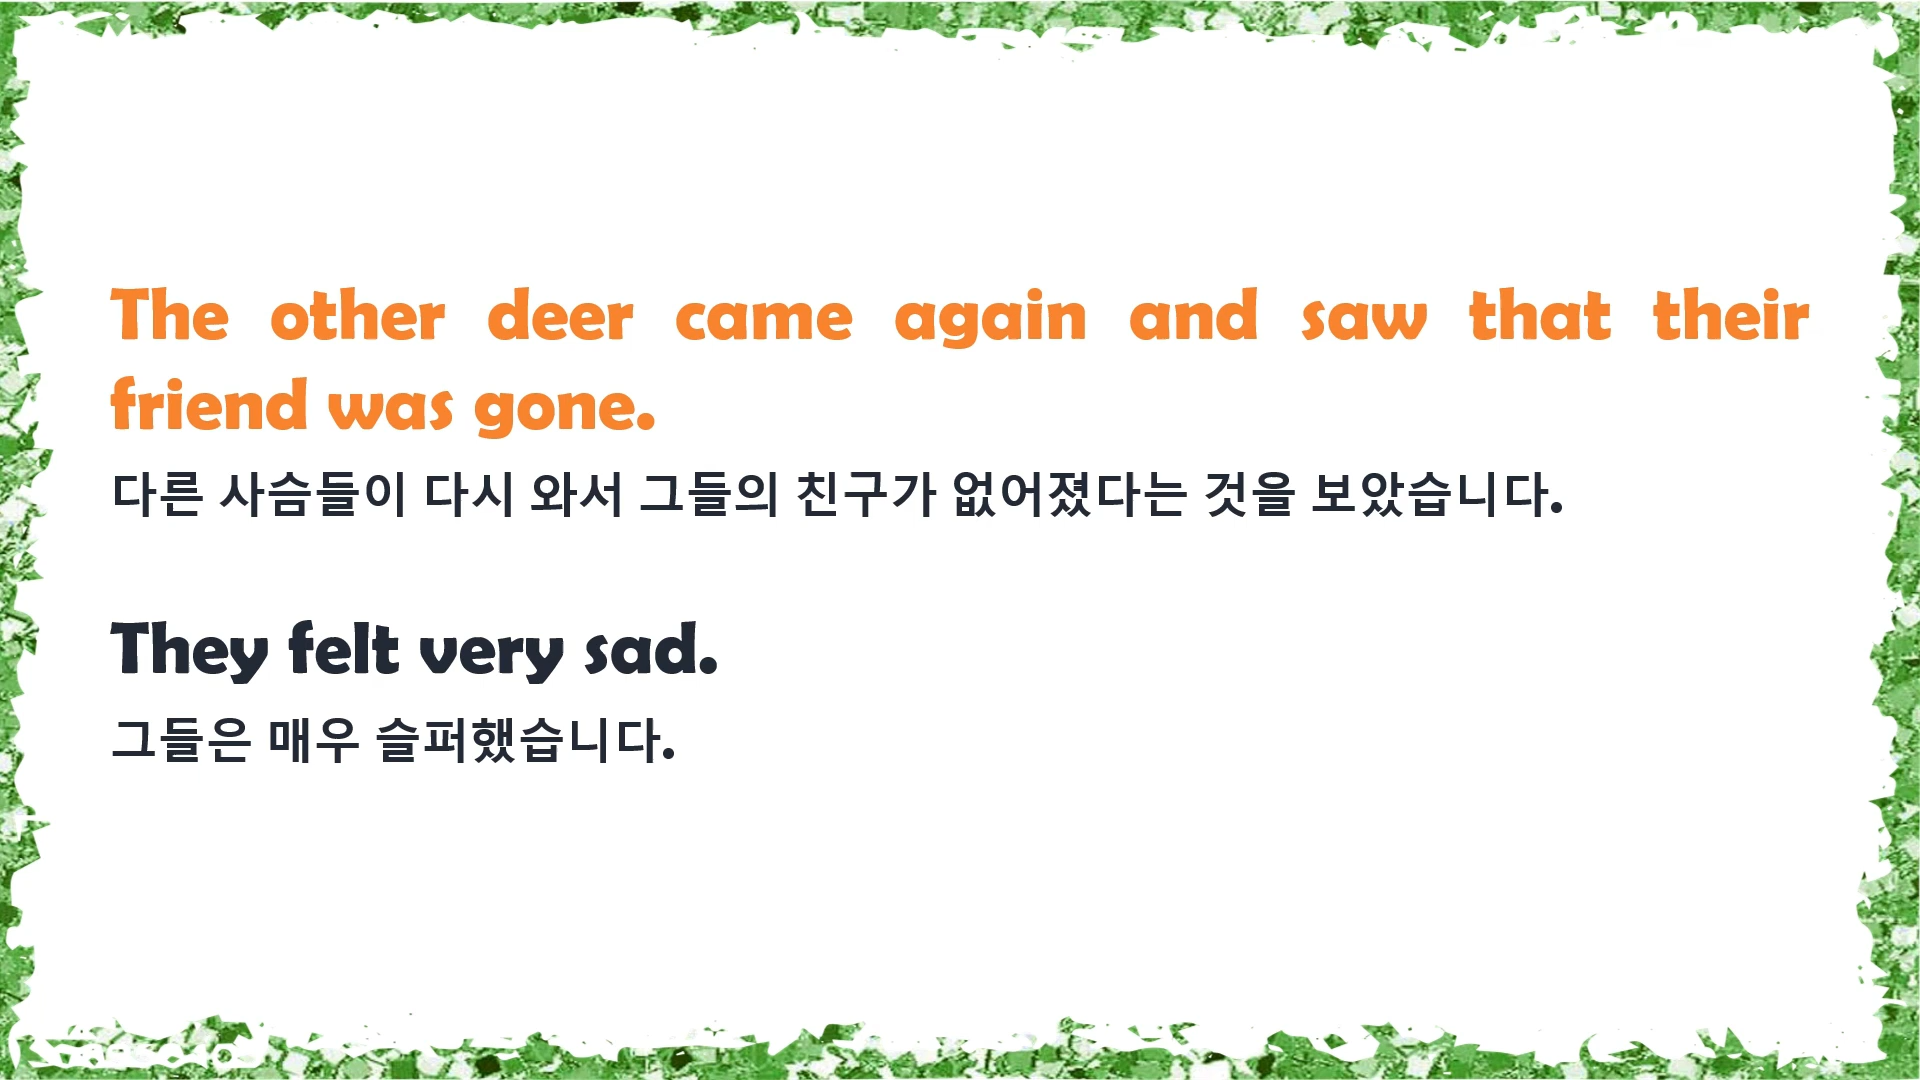 The other deer came again and saw that their
friend was gone.
다른 사슴들이 다시 와서 그들의 친구가 없어졌다는 것을 보았습니다.
They felt very sad.
그들은 매우 슬퍼했습니다.